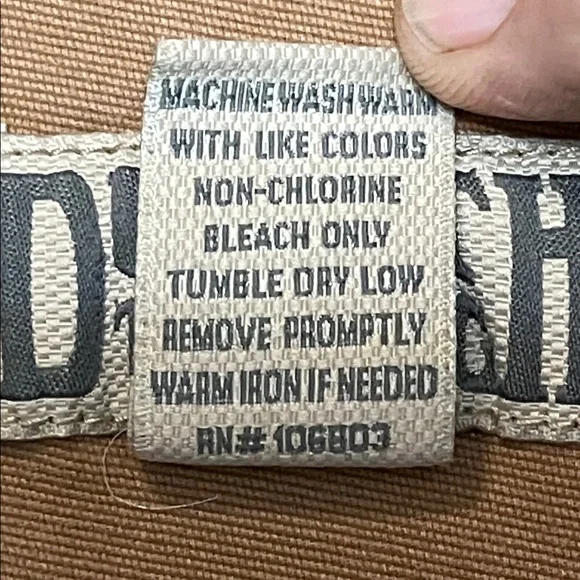 MACHINE WASH WARM
WITH LIKE COLORS
NON-CHLORINE
BLEACH ONLY
TUMBLE DRY LOW
REMOVE PROMPTLY
WARM IRON IF NEEDED
RN# 106803